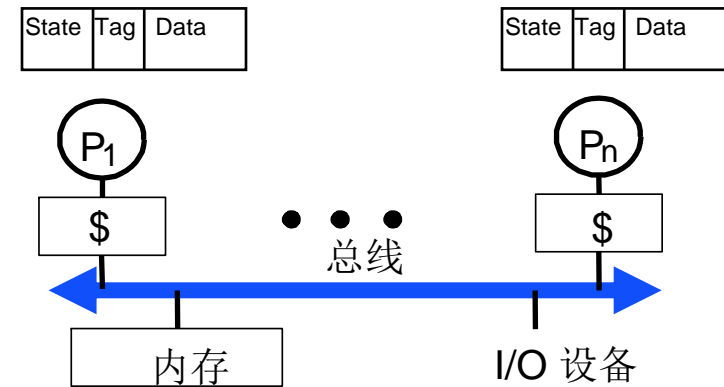 State Tag Data
State Tag Data
P1
Pn
$
$
总线
内存
I/O 设备